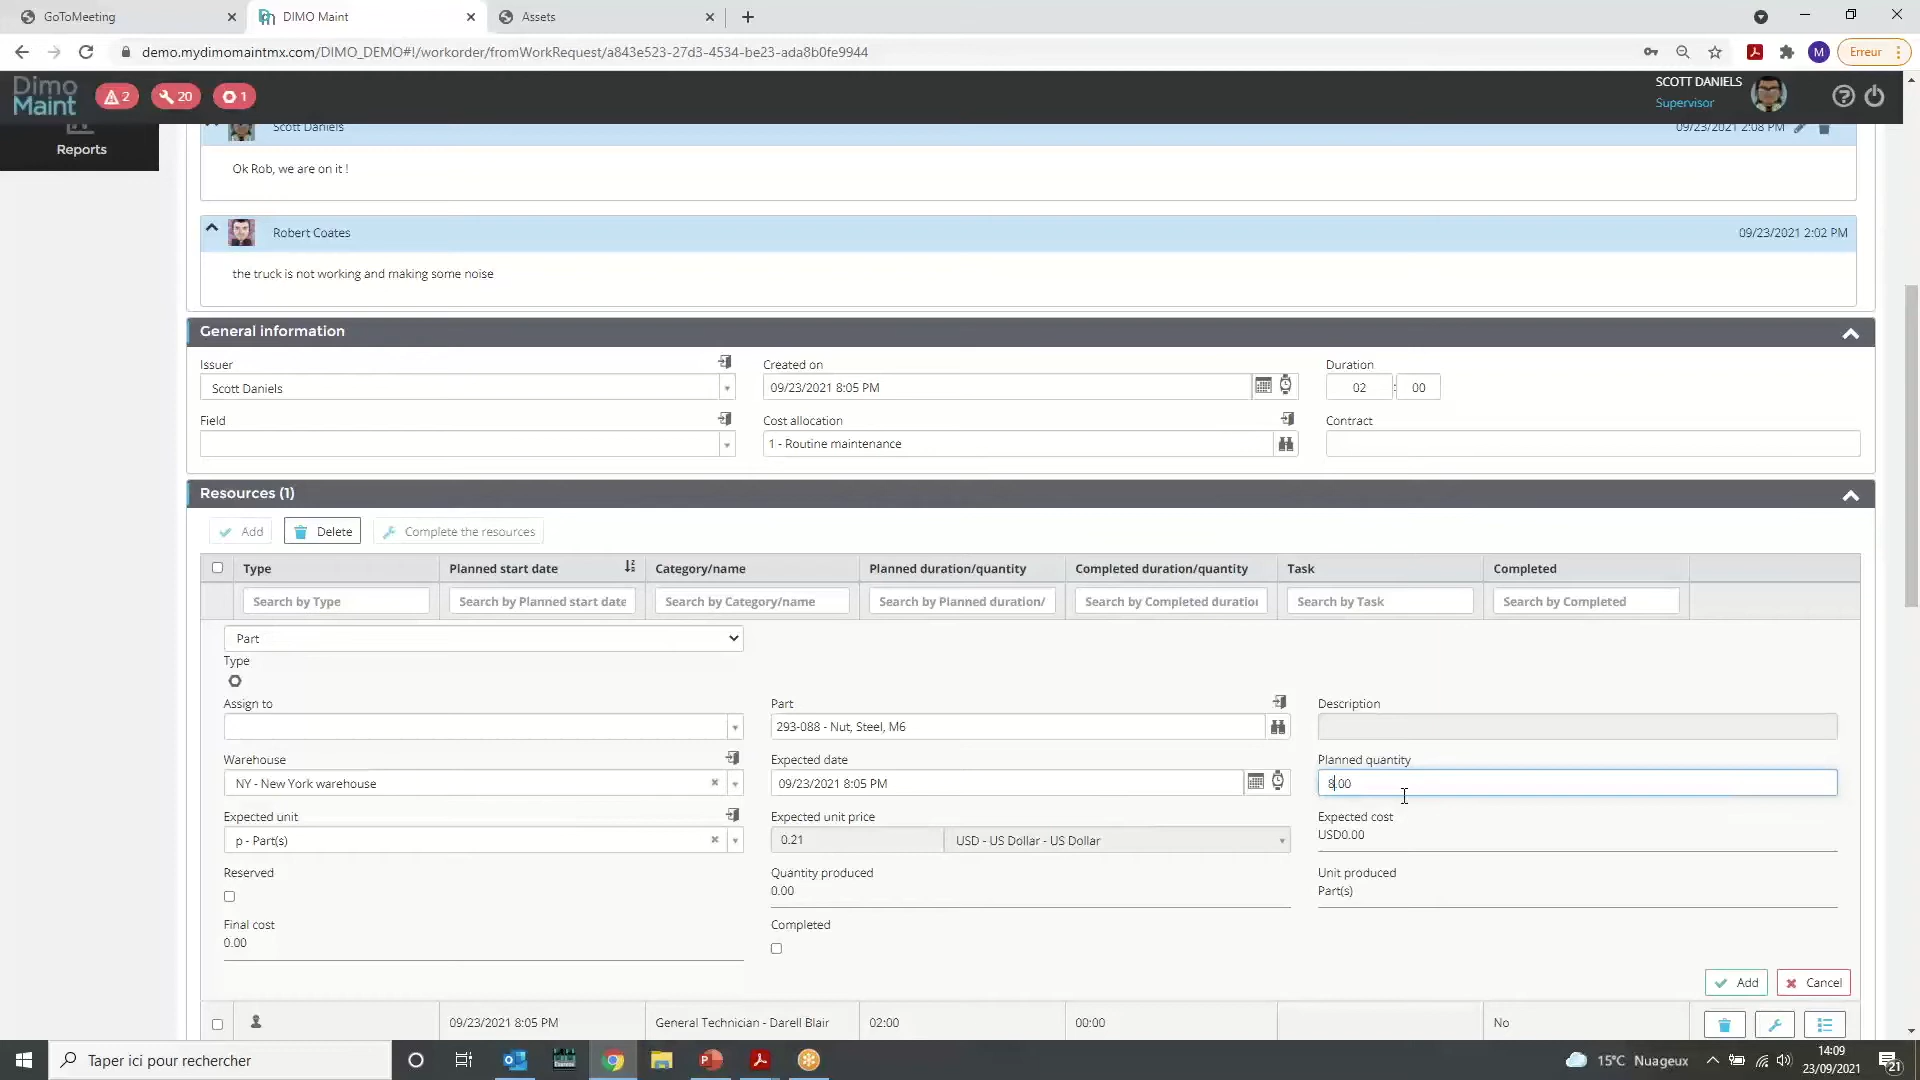 GoToMeeting
DIMO Maint
Assets
demo.mydimomaintmx.com/DIMO_DEMO#!/workorder/fromWorkRequest/a843e523-27d3-4534-be23-ada8b0fe9944
M
Erreur
Dimo
Maint
2
20
1
SCOTT DANIELS
Supervisor
Reports
Scott Daniels
09/23/2021 2:08 PM
Ok Rob, we are on it !
Robert Coates
09/23/2021 2:02 PM
the truck is not working and making some noise
General information
Issuer
Created on
Duration
Scott Daniels
09/23/2021 8:05 PM
02 : 00
Field
Cost allocation
Contract
1 - Routine maintenance
Resources (1)
Add
Delete
Complete the resources
Type
Planned start date
Category/name
Planned duration/quantity
Completed duration/quantity
Task
Completed
Search by Type
Search by Planned start date
Search by Category/name
Search by Planned duration/
Search by Completed duration
Search by Task
Search by Completed
Part
Type
Assign to
Part
Description
293-088 - Nut, Steel, M6
Warehouse
Expected date
Planned quantity
NY - New York warehouse
09/23/2021 8:05 PM
8.00
Expected unit
Expected unit price
Expected cost
p - Part(s)
0.21
USD - US Dollar - US Dollar
USD0.00
Reserved
Quantity produced
Unit produced
0.00
Part(s)
Final cost
Completed
0.00
Add
Cancel
09/23/2021 8:05 PM
General Technician - Darell Blair
02:00
00:00
No
Taper ici pour rechercher
15°C Nuageux
14:09
23/09/2021
21